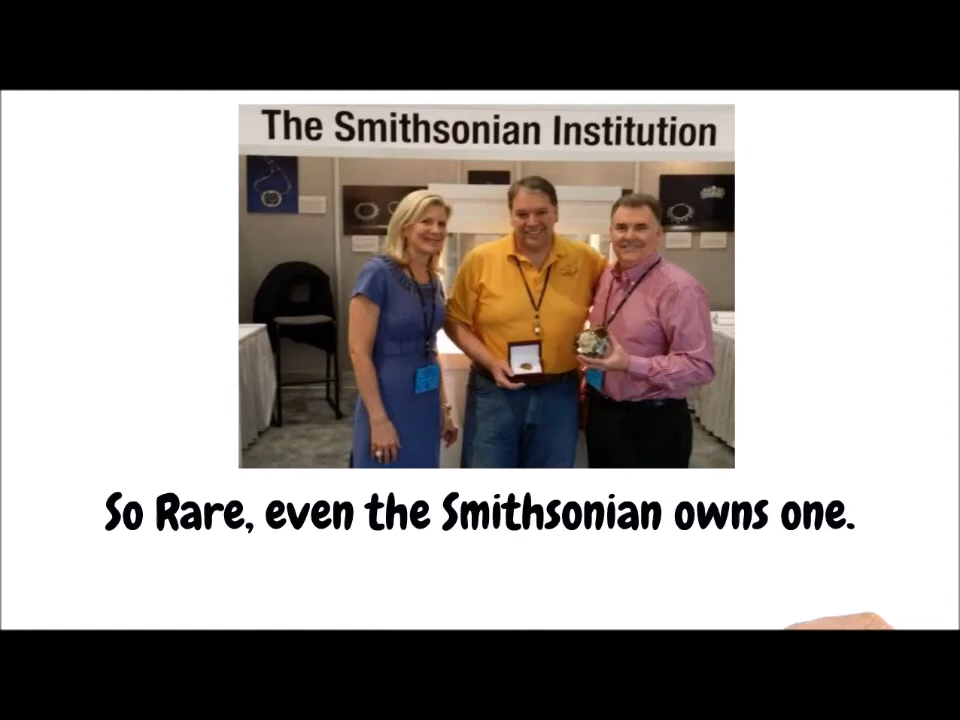 The Smithsonian Institution
So Rare, even the Smithsonian owns one.